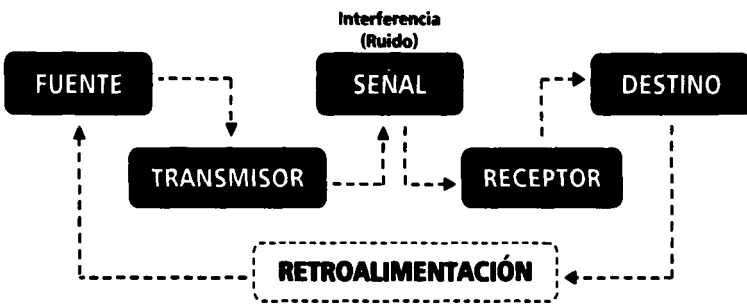 Interferencia
(Ruido)
FUENTE
SEÑAL
DESTINO
TRANSMISOR
RECEPTOR
RETROALIMENTACIÓN